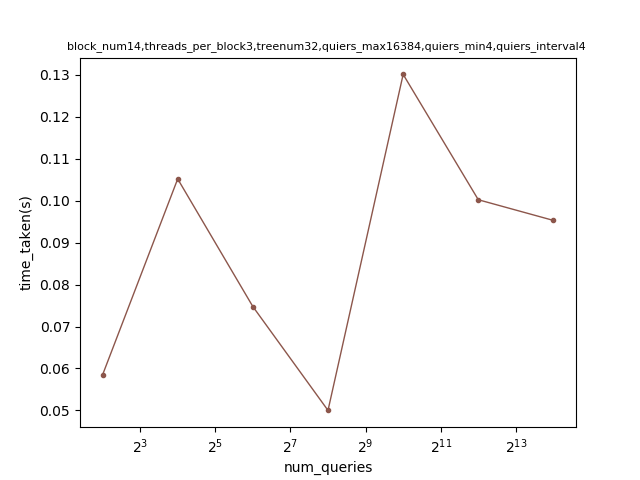 block_num14,threads_per_block3,treenum32,quiers_max16384,quiers_min4,quiers_interval4
0.13
0.12
0.11
0.10
0.09
0.08
0.07
0.06
0.05
time_taken(s)
2^3 2^5 2^7 2^9 2^11 2^13
num_queries